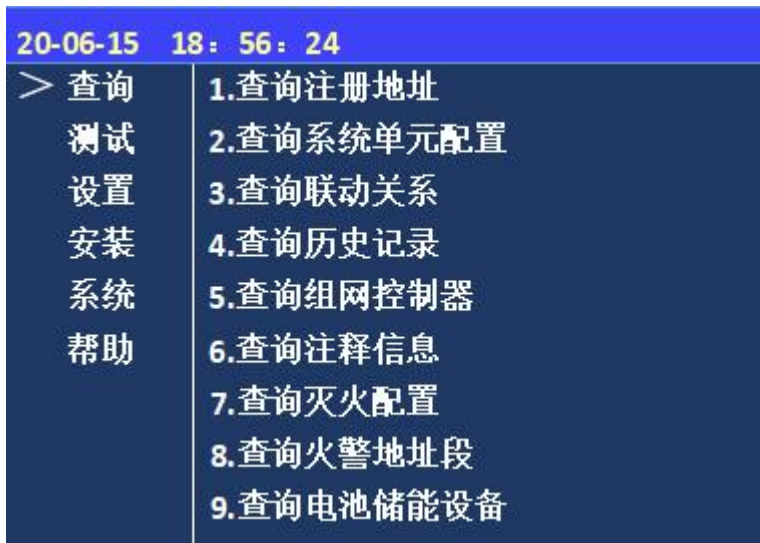 20-06-15 18：56：24
＞ 查询 1.查询注册地址
测试 2.查询系统单元配置
设置 3.查询联动关系
安装 4.查询历史记录
系统 5.查询组网控制器
帮助 6.查询注释信息
7.查询灭火配置
8.查询火警地址段
9.查询电池储能设备